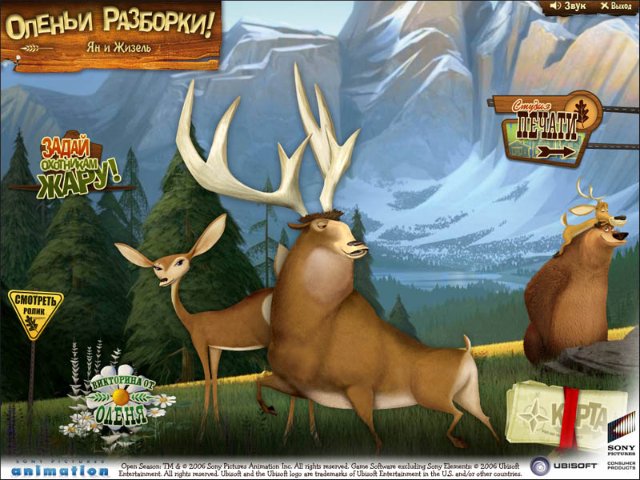 Оленьи Разборки!
Ян и Жизель
Звук
Выход
Студия
ПЕЧАТИ
ЗАДАЙ
ОХОТНИКАМ
ЖАРУ!
СМОТРЕТЬ
РОЛИК
ВИКТОРИНА ОТ
ОЛЕНЯ
КАРТА
SONY PICTURES
animation
Open Season: TM & © 2006 Sony Pictures Animation Inc. All rights reserved. Game Software excluding Sony Elements: © 2006 Ubisoft
Entertainment. All rights reserved. Ubisoft and the Ubisoft logo are trademarks of Ubisoft Entertainment in the U.S. and/or other countries.
UBISOFT
SONY
PICTURES
CONSUMER
PRODUCTS